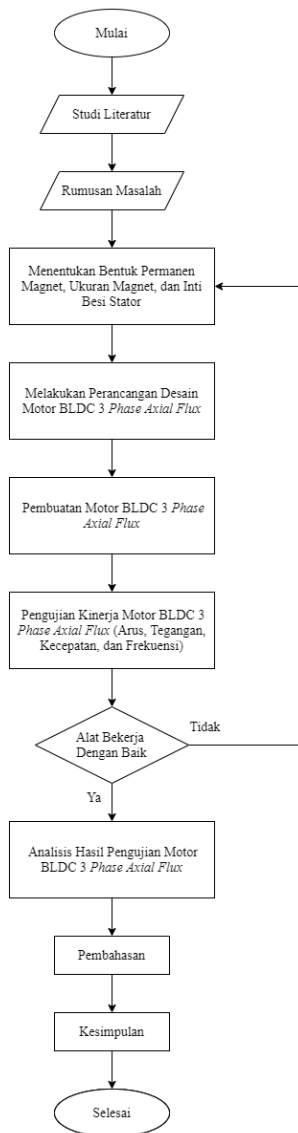 Mulai
Studi Literatur
Rumusan Masalah
Menentukan Bentuk Permanen
Magnet, Ukuran Magnet, dan Inti
Besi Stator
Melakukan Perancangan Desain
Motor BLDC 3 Phase Axial Flux
Pembuatan Motor BLDC 3 Phase
Axial Flux
Pengujian Kinerja Motor BLDC 3
Phase Axial Flux (Arus, Tegangan,
Kecepatan, dan Frekuensi)
Alat Bekerja
Dengan Baik
Tidak
Ya
Analisis Hasil Pengujian Motor
BLDC 3 Phase Axial Flux
Pembahasan
Kesimpulan
Selesai